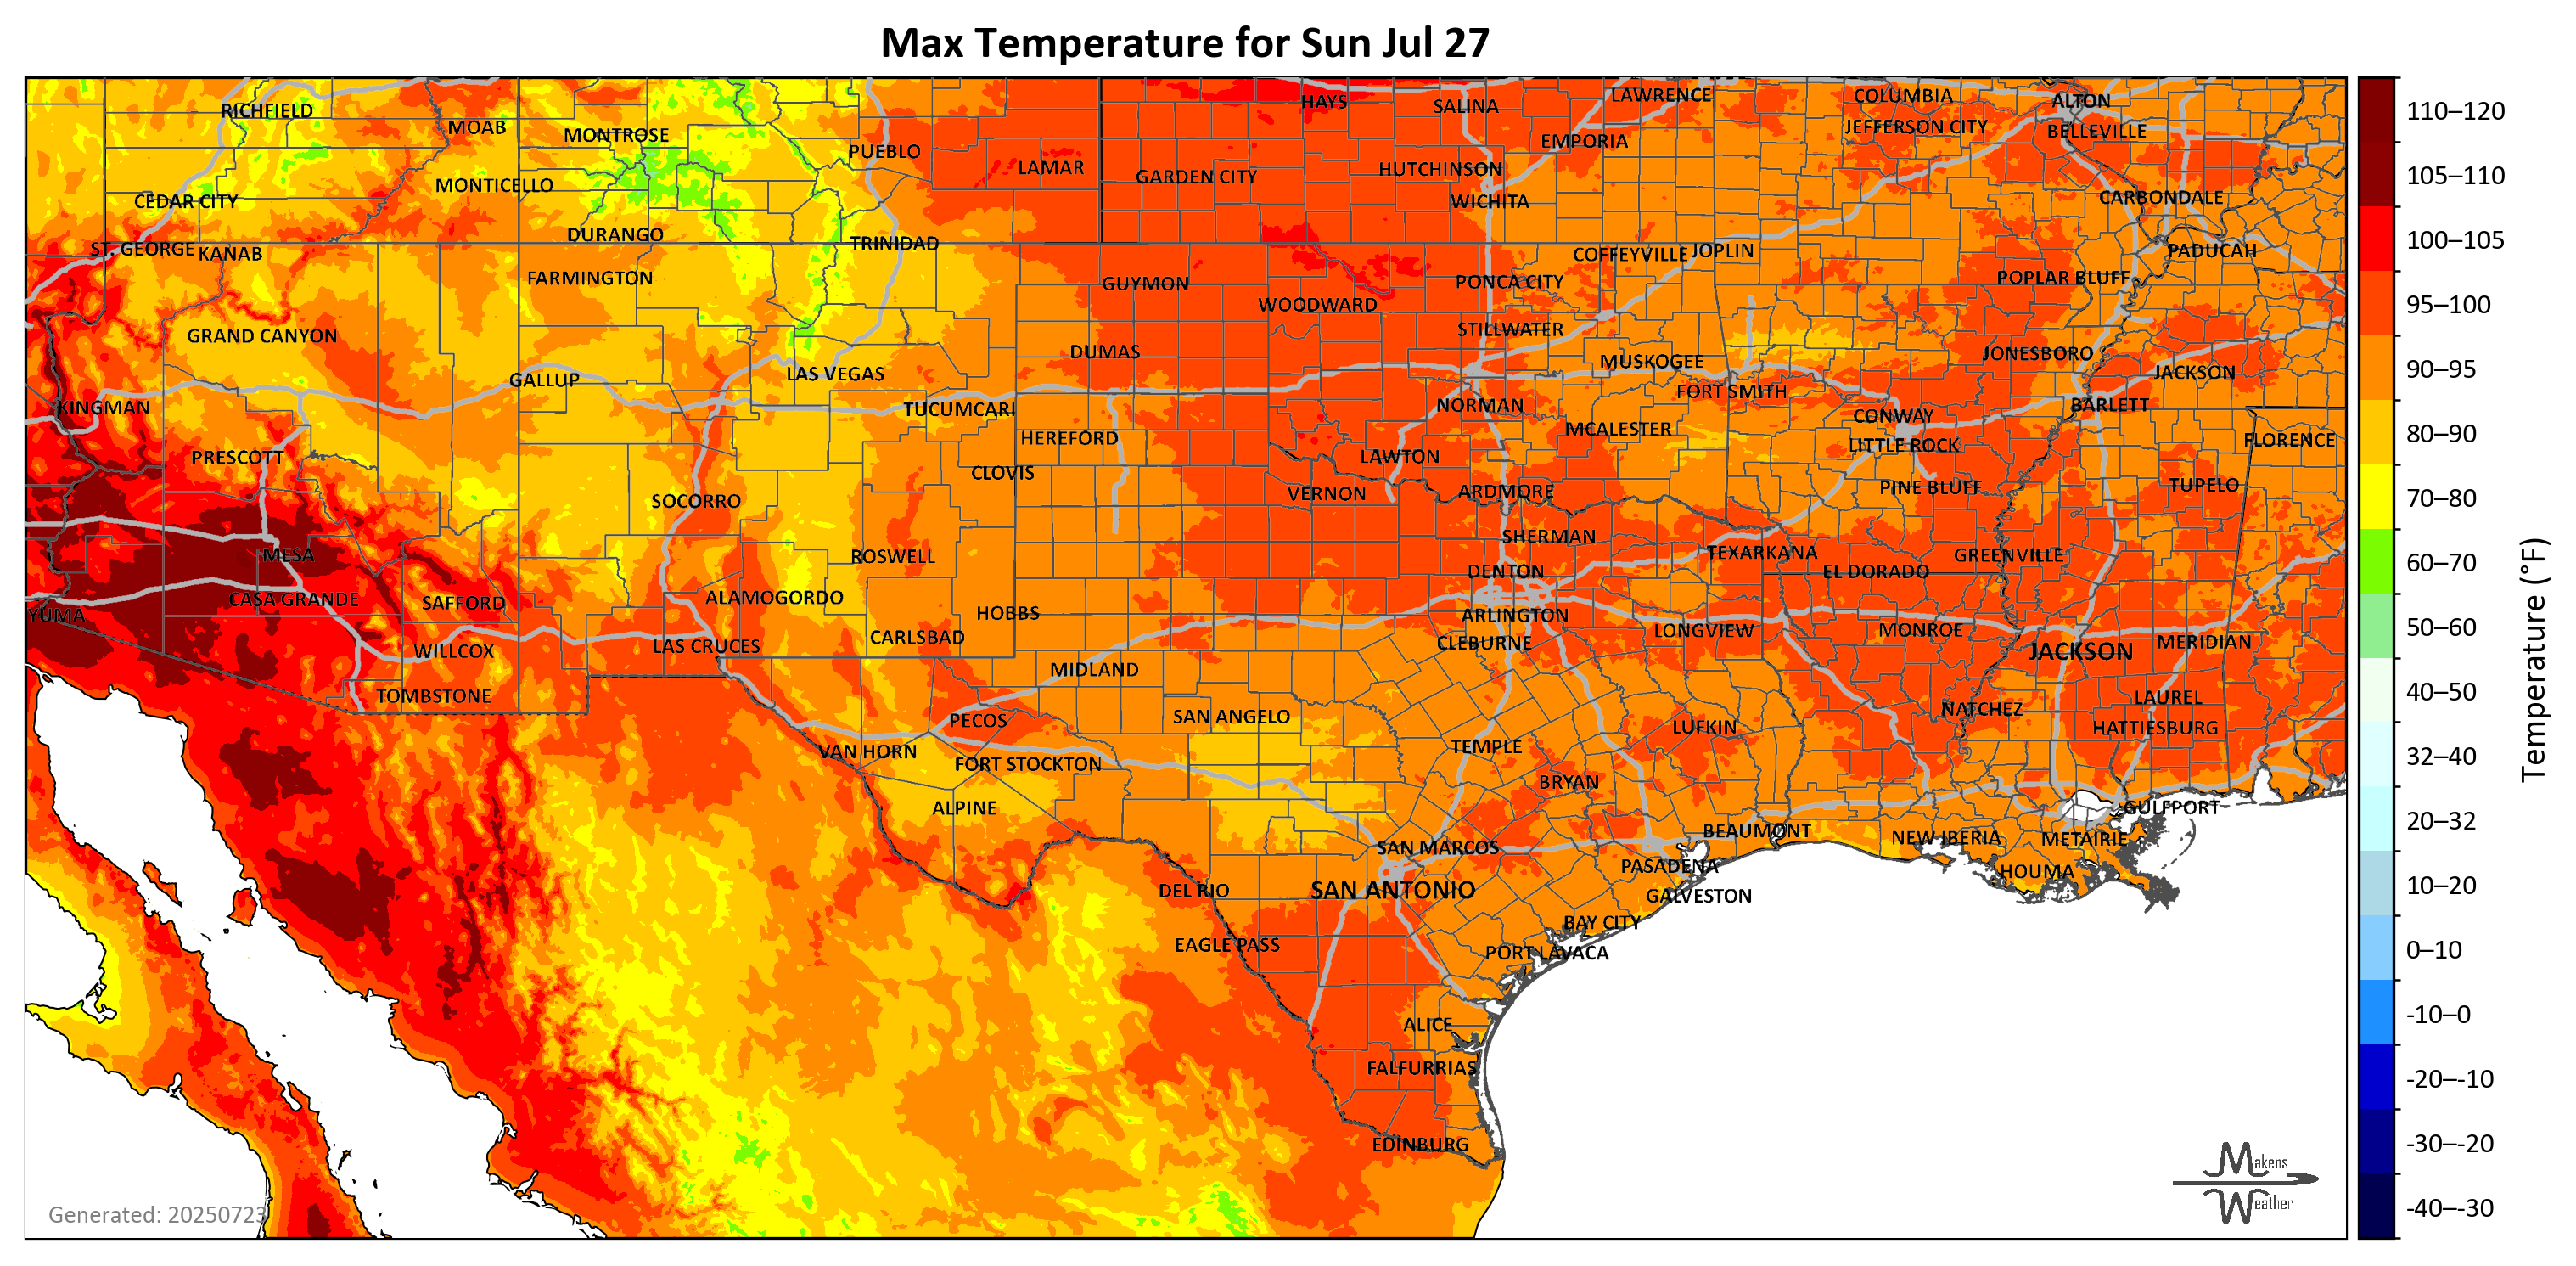 Max Temperature for Sun Jul 27
RICHFIELD
MOAB
MONTROSE
PUEBLO
LAMAR
HAYS
SALINA
LAWRENCE
COLUMBIA
ALTON
JEFFERSON CITY
BELLEVILLE
EMPORIA
GARDEN CITY
HUTCHINSON
WICHITA
CEDAR CITY
MONTICELLO
CARBONDALE
DURANGO
TRINIDAD
ST. GEORGE
KANAB
FARMINGTON
GUYMON
COFFEYVILLE
JOPLIN
PADUCAH
PONCA CITY
POPLAR BLUFF
WOODWARD
GRAND CANYON
STILLWATER
DUMAS
MUSKOGEE
JONESBORO
GALLUP
LAS VEGAS
JACKSON
FORT SMITH
KINGMAN
TUCUMCARI
NORMAN
CONWAY
BARLETT
HEREFORD
MCALESTER
LITTLE ROCK
FLORENCE
PRESCOTT
CLOVIS
LAWTON
SOCORRO
VERNON
ARDMORE
PINE BLUFF
TUPELO
SHERMAN
MESA
ROSWELL
TEXARKANA
GREENVILLE
DENTON
EL DORADO
CASA GRANDE
SAFFORD
ALAMOGORDO
HOBBS
YUMA
ARLINGTON
CLEBURNE
LONGVIEW
MONROE
WILLCOX
LAS CRUCES
CARLSBAD
JACKSON
MERIDIAN
MIDLAND
TOMBSTONE
PECOS
SAN ANGELO
NATCHEZ
LAUREL
LUFKIN
HATTIESBURG
VAN HORN
FORT STOCKTON
TEMPLE
BRYAN
ALPINE
GULFPORT
BEAUMONT
NEW IBERIA
METAIRIE
SAN MARCOS
PASADENA
HOUMA
DEL RIO
SAN ANTONIO
GALVESTON
BAY CITY
EAGLE PASS
PORT LAVACA
ALICE
FALFURRIAS
EDINBURG
Generated: 20250723
Makens
Weather
110–120
105–110
100–105
95–100
90–95
80–90
70–80
60–70
50–60
40–50
32–40
20–32
10–20
0–10
-10–0
-20–-10
-30–-20
-40–-30
Temperature (°F)